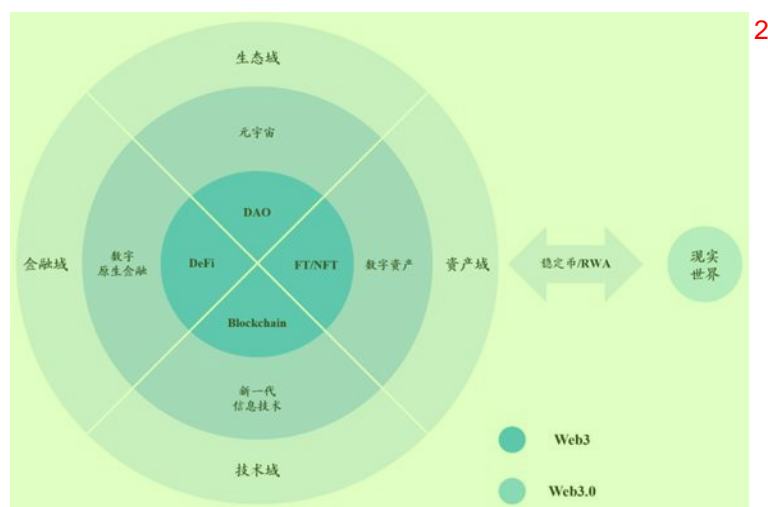 2
生态域
元宇宙
DAO
金融域
数字
原生金融
DeFi
FT/NFT
数字资产
资产域
稳定币/RWA
现实
世界
Blockchain
新一代
信息技术
技术域
Web3
Web3.0